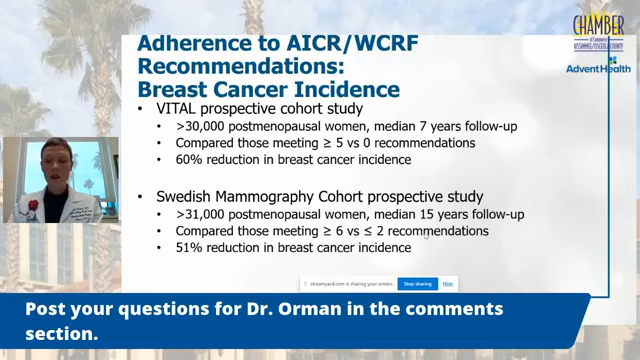 CHAMBER
KISSIMMEE/OSCEOLA COUNTY
AdventHealth
Adherence to AICR/WCRF
Recommendations:
Breast Cancer Incidence
• VITAL prospective cohort study
• >30,000 postmenopausal women, median 7 years follow-up
• Compared those meeting ≥ 5 vs 0 recommendations
• 60% reduction in breast cancer incidence
• Swedish Mammography Cohort prospective study
• >31,000 postmenopausal women, median 15 years follow-up
• Compared those meeting ≥ 6 vs ≤ 2 recommendations
• 51% reduction in breast cancer incidence
streamyard.com is sharing your screen. Stop sharing Hide
Post your questions for Dr. Orman in the comments
section.